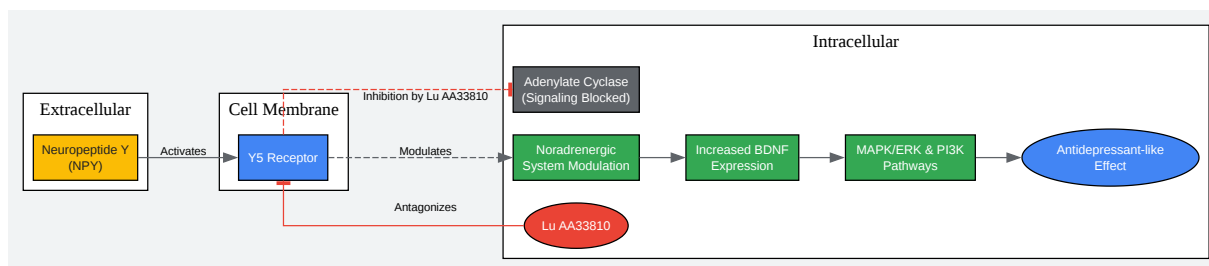 Intracellular
Adenylate Cyclase
(Signaling Blocked)
Inhibition by Lu AA33810
Extracellular
Cell Membrane
Neuropeptide Y
(NPY)
Activates
Y5 Receptor
Modulates
Noradrenergic
System Modulation
Increased BDNF
Expression
MAPK/ERK & PI3K
Pathways
Antidepressant-like
Effect
Antagonizes
Lu AA33810